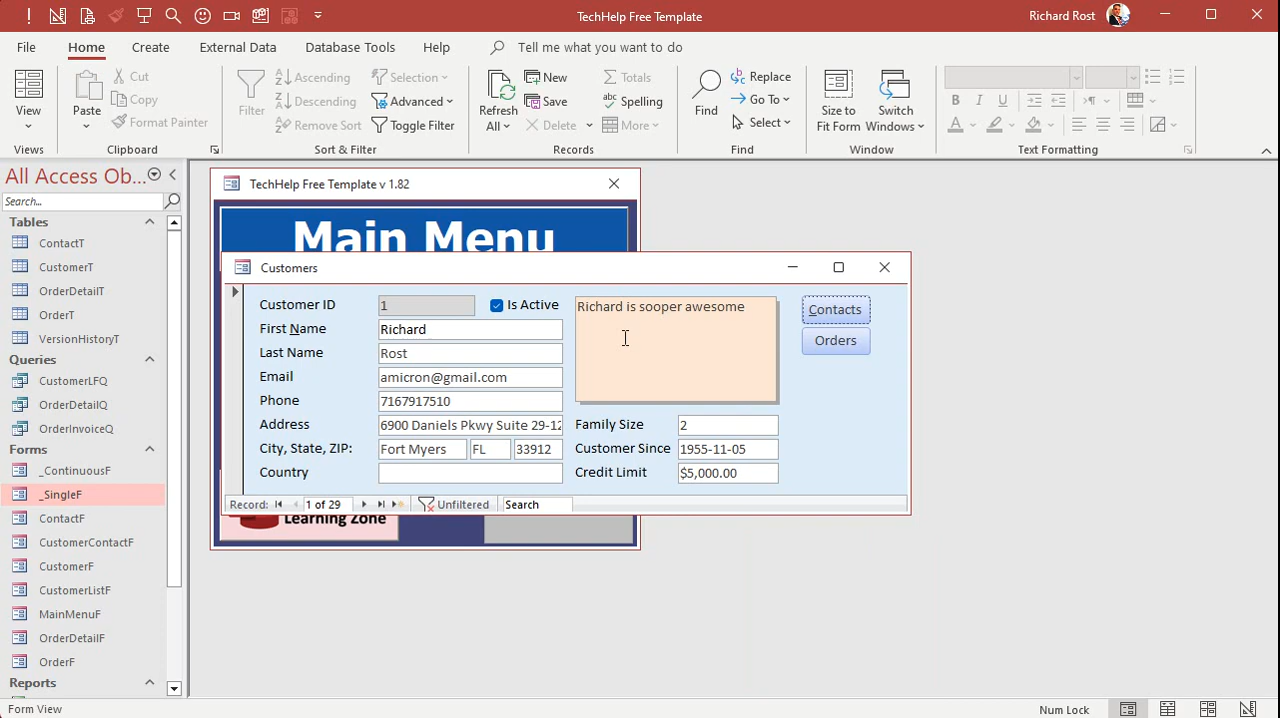 TechHelp Free Template
Richard Rost
File Home Create External Data Database Tools Help Tell me what you want to do
View
Views
Paste
Cut
Copy
Format Painter
Clipboard
Filter
Ascending
Descending
Remove Sort
Selection
Advanced
Toggle Filter
Sort & Filter
Refresh All
New
Save
Delete
Totals
Spelling
More
Records
Find
Replace
Go To
Select
Find
Size to Fit Form
Switch Windows
Window
B I U
A
Text Formatting
All Access Ob...
Search...
Tables
ContactT
CustomerT
OrderDetailT
OrderT
VersionHistoryT
Queries
CustomerLFQ
OrderDetailQ
OrderInvoiceQ
Forms
_ContinuousF
_SingleF
ContactF
CustomerContactF
CustomerF
CustomerListF
MainMenuF
OrderDetailF
OrderF
Reports
TechHelp Free Template v 1.82
Main Menu
Customers
Customer ID 1 Is Active
First Name Richard
Last Name Rost
Email amicron@gmail.com
Phone 7167917510
Address 6900 Daniels Pkwy Suite 29-12
City, State, ZIP: Fort Myers FL 33912
Country
Richard is sooper awesome
Family Size 2
Customer Since 1955-11-05
Credit Limit $5,000.00
Contacts
Orders
Record: 1 of 29 Unfiltered Search
Learning Zone
Form View
Num Lock